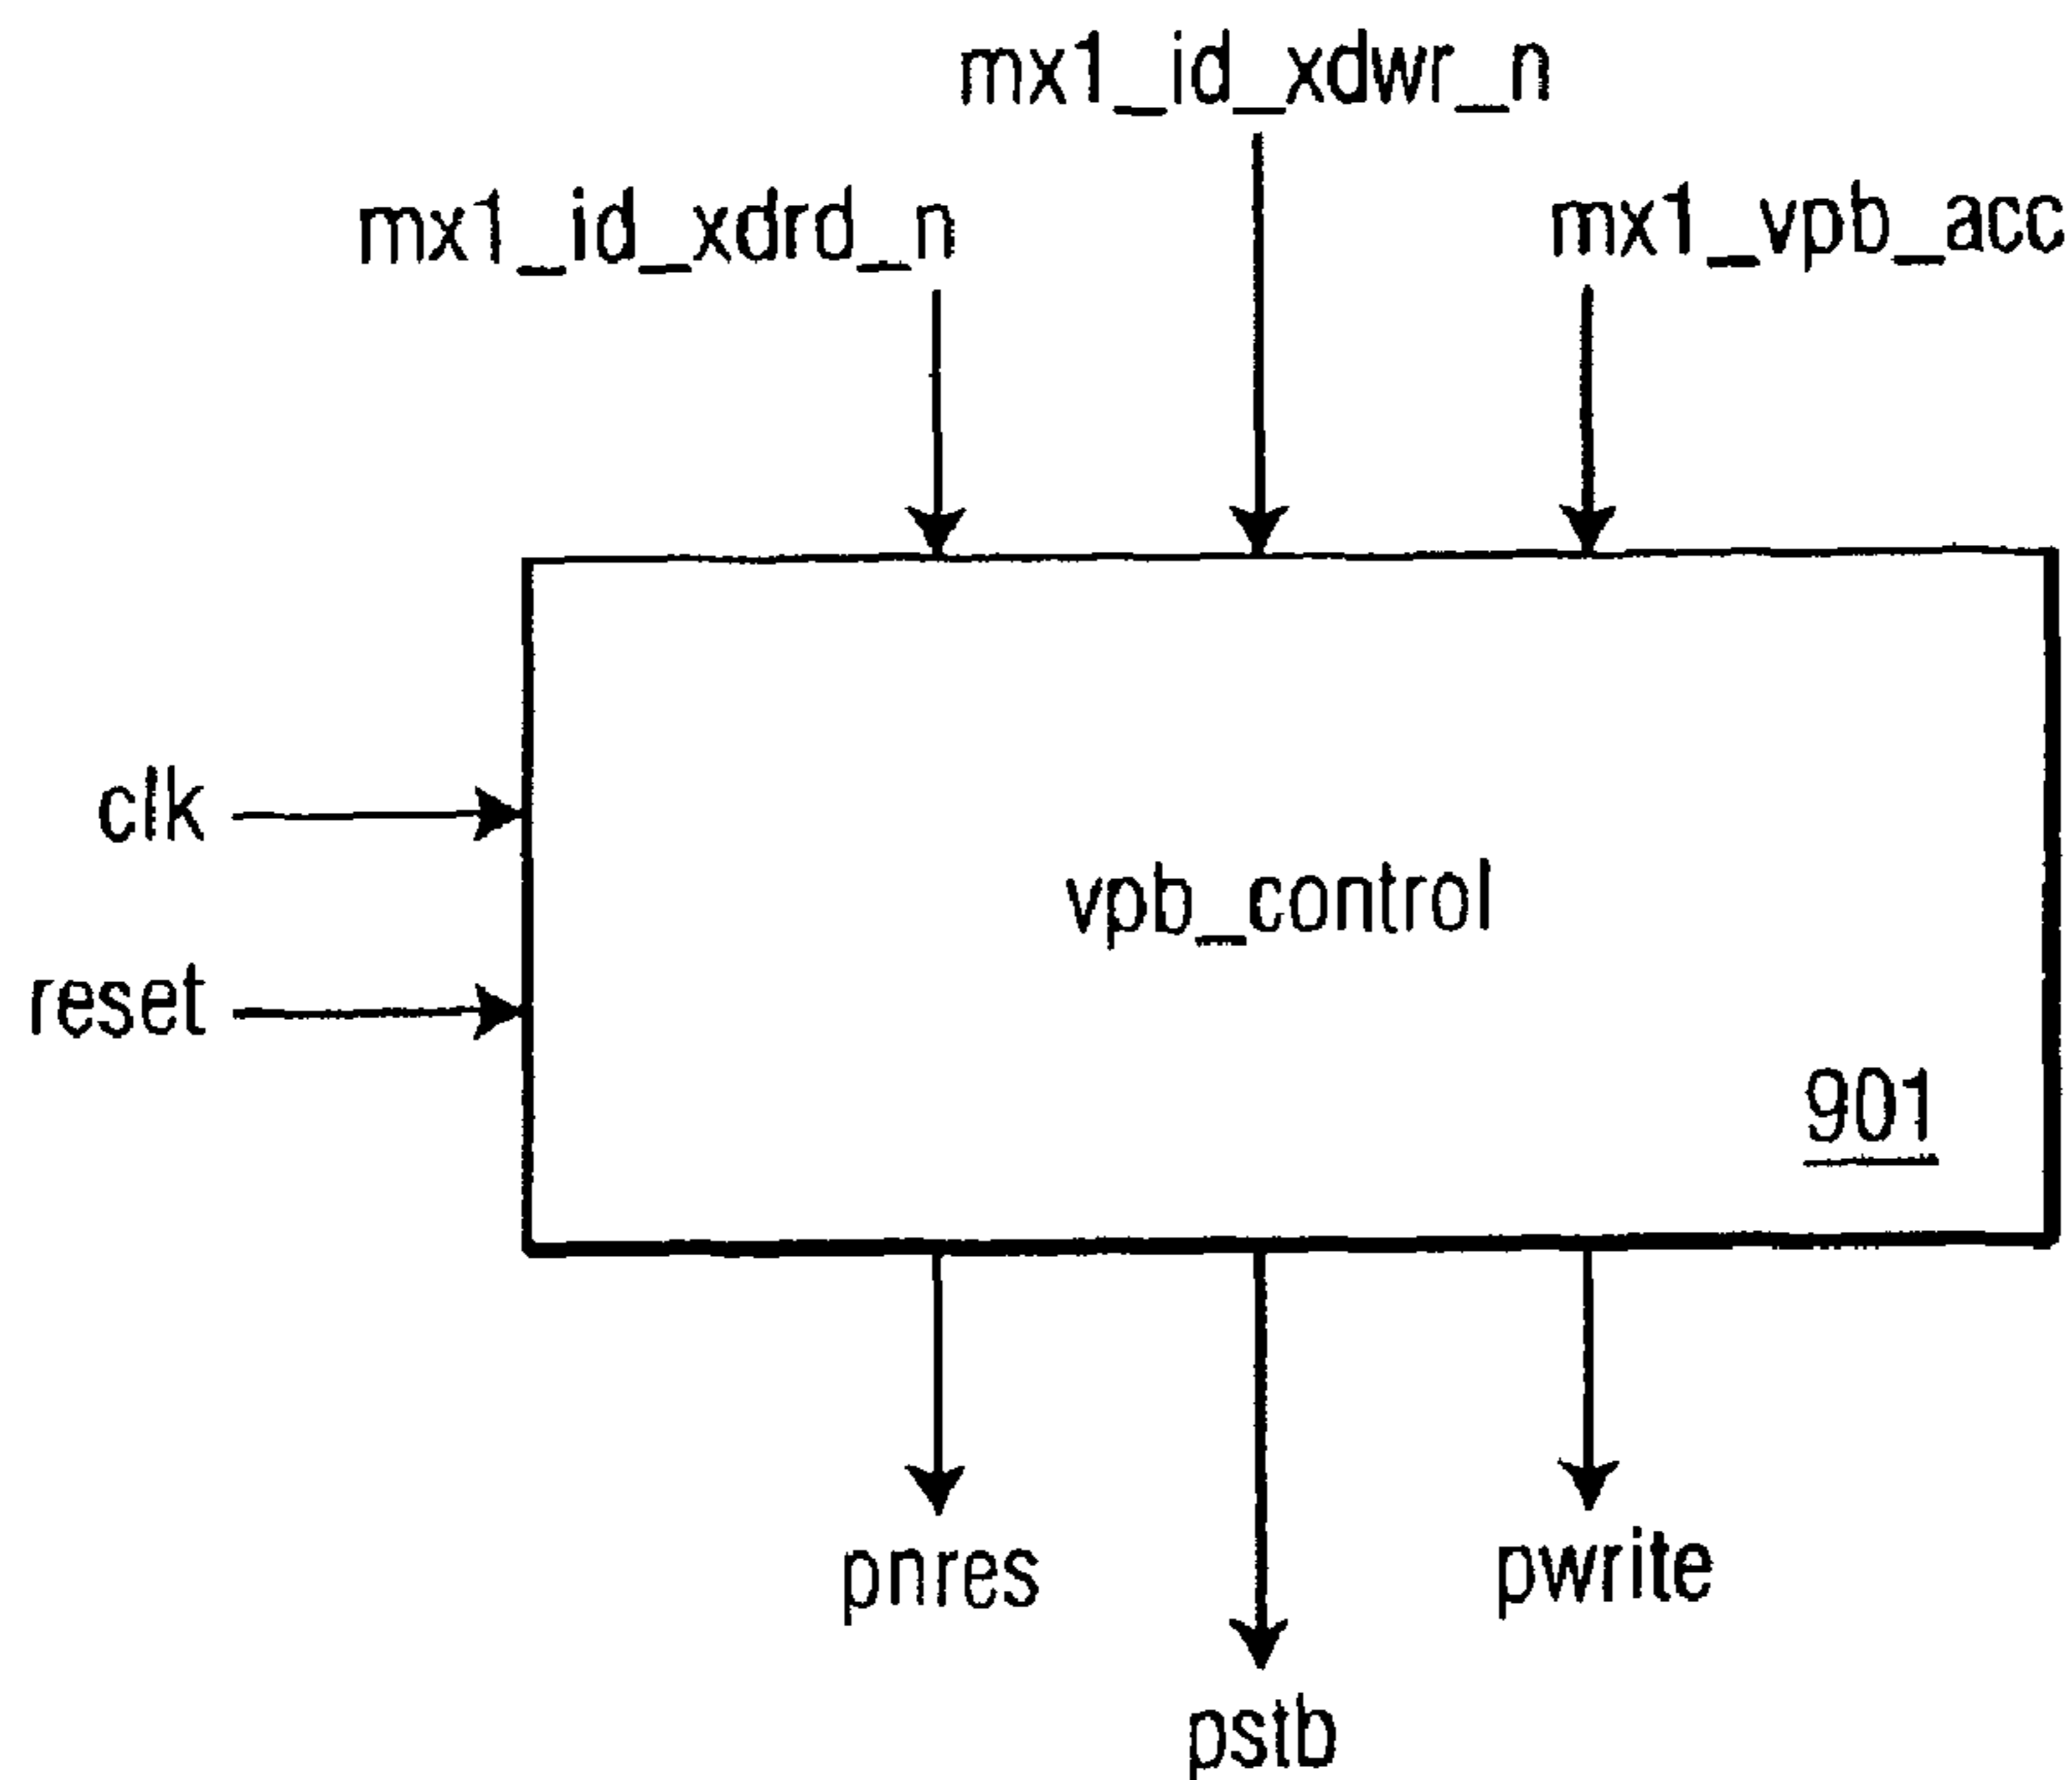 mx1_id_xdwr_n
mx1_id_xdrd_n
mx1_vpb_acc
clk
vpb_control
reset
901
pnres
pwrite
pstb